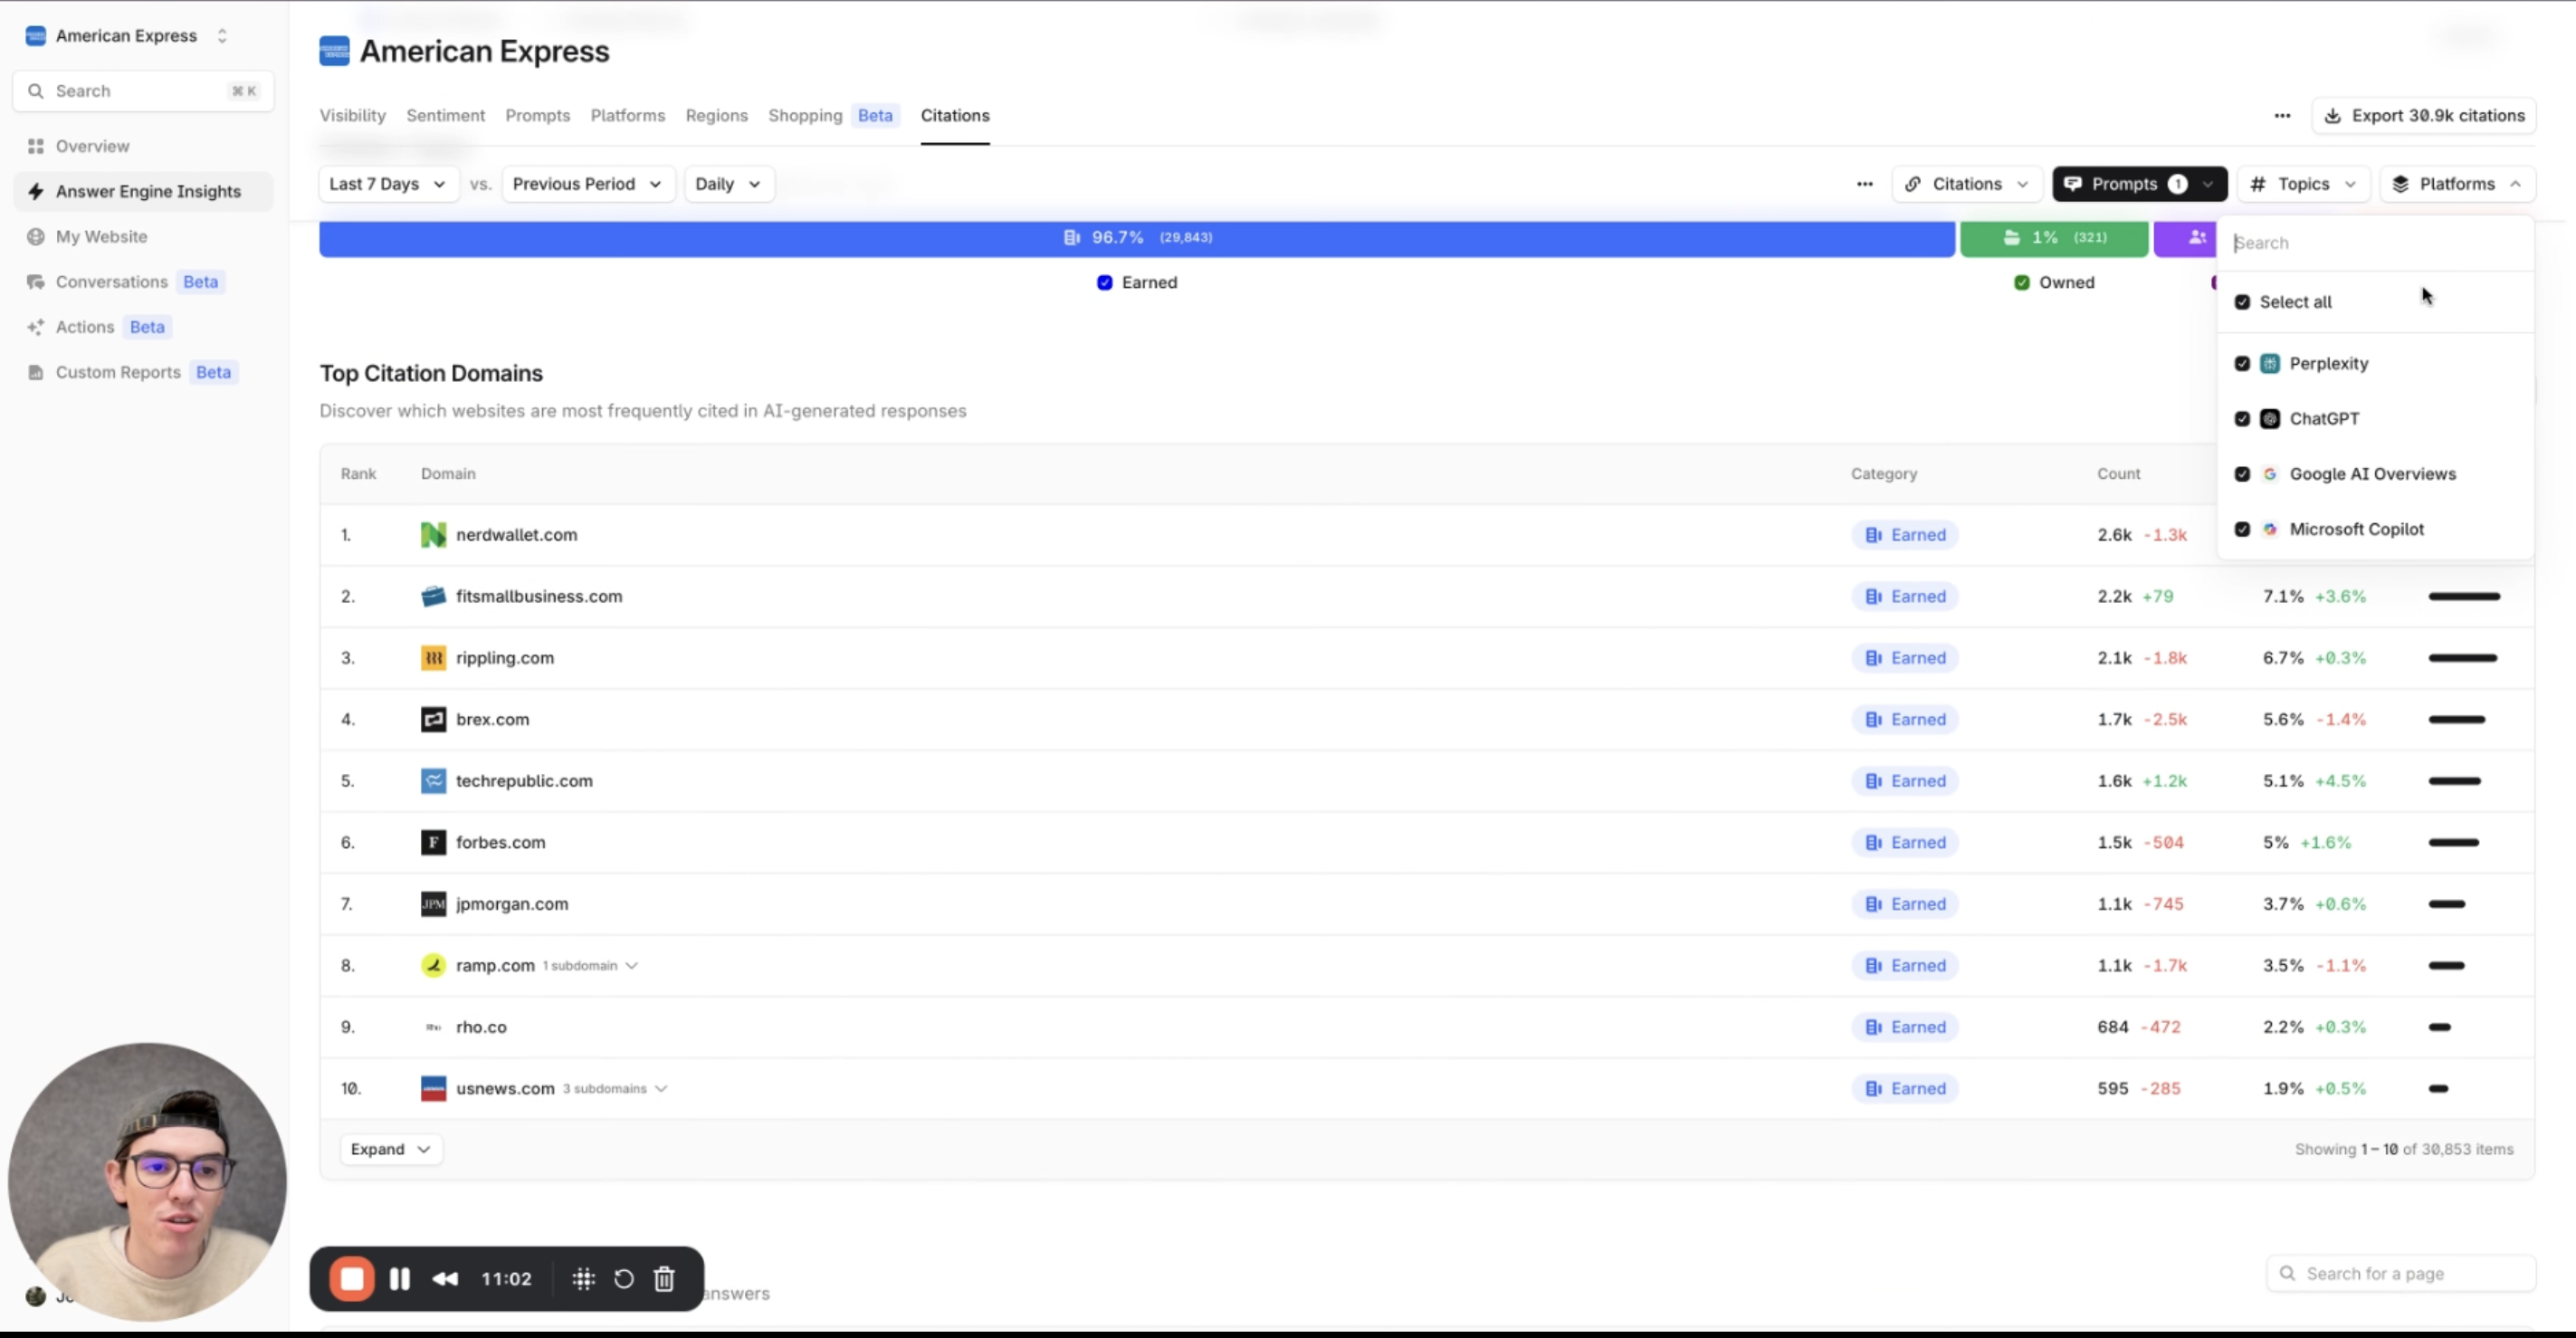 American Express
Search ⌘ K
Overview
Answer Engine Insights
My Website
Conversations Beta
Actions Beta
Custom Reports Beta
American Express
Visibility Sentiment Prompts Platforms Regions Shopping Beta Citations
... Export 30.9k citations
Last 7 Days vs. Previous Period Daily
... Citations Prompts 1 # Topics Platforms
96.7% (29,843) 1% (321)
Earned Owned
Search
Select all
Perplexity
ChatGPT
Google AI Overviews
Microsoft Copilot
Top Citation Domains
Discover which websites are most frequently cited in AI-generated responses
Rank Domain Category Count
1. nerdwallet.com Earned 2.6k -1.3k
2. fitsmallbusiness.com Earned 2.2k +79 7.1% +3.6%
3. rippling.com Earned 2.1k -1.8k 6.7% +0.3%
4. brex.com Earned 1.7k -2.5k 5.6% -1.4%
5. techrepublic.com Earned 1.6k +1.2k 5.1% +4.5%
6. F forbes.com Earned 1.5k -504 5% +1.6%
7. JPM jpmorgan.com Earned 1.1k -745 3.7% +0.6%
8. ramp.com 1 subdomain Earned 1.1k -1.7k 3.5% -1.1%
9. Rho rho.co Earned 684 -472 2.2% +0.3%
10. usnews.com 3 subdomains Earned 595 -285 1.9% +0.5%
Expand Showing 1 – 10 of 30,853 items
11:02
answers
Search for a page